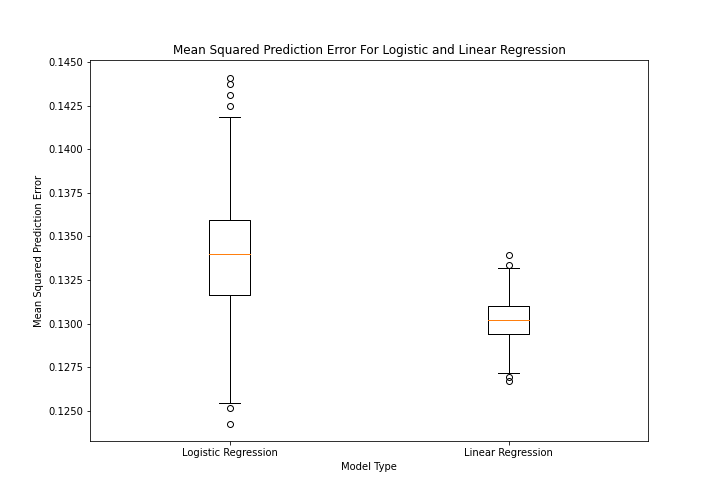 Mean Squared Prediction Error For Logistic and Linear Regression
Mean Squared Prediction Error
0.1450
0.1425
0.1400
0.1375
0.1350
0.1325
0.1300
0.1275
0.1250
Logistic Regression
Linear Regression
Model Type